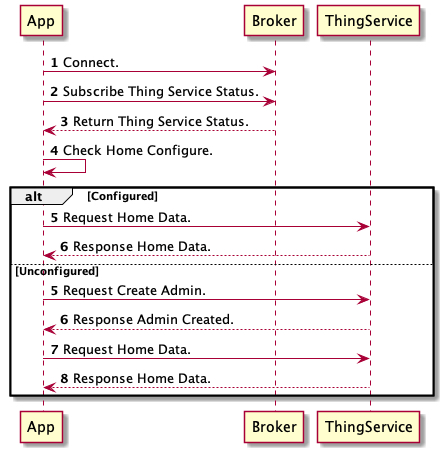 App Broker ThingService
1 Connect.
2 Subscribe Thing Service Status.
3 Return Thing Service Status.
4 Check Home Configure.
alt [Configured]
5 Request Home Data.
6 Response Home Data.
[Unconfigured]
5 Request Create Admin.
6 Response Admin Created.
7 Request Home Data.
8 Response Home Data.
App Broker ThingService